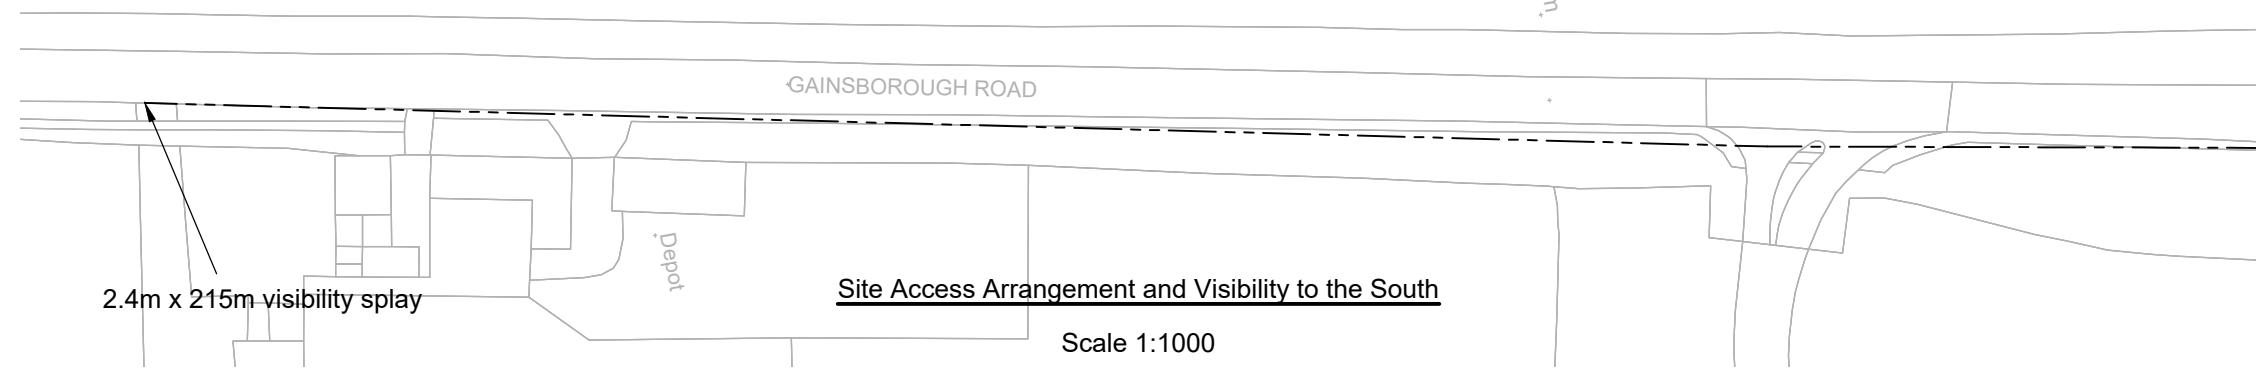 GAINSBOROUGH ROAD
Depot
2.4m x 215m visibility splay
Site Access Arrangement and Visibility to the South
Scale 1:1000